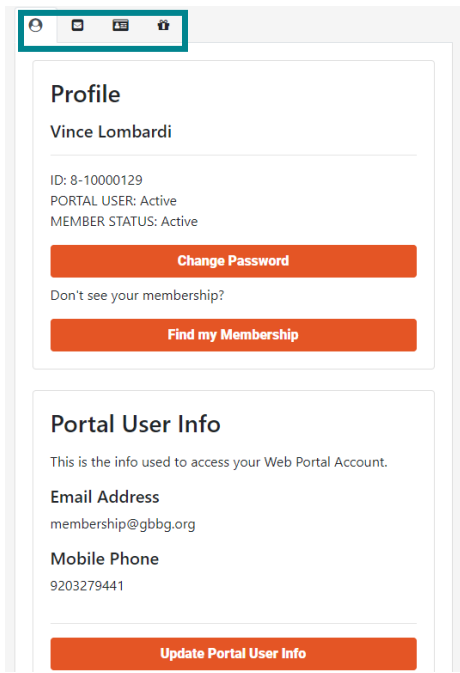 Profile
Vince Lombardi
ID: 8-10000129
PORTAL USER: Active
MEMBER STATUS: Active
Change Password
Don't see your membership?
Find my Membership
Portal User Info
This is the info used to access your Web Portal Account.
Email Address
membership@gbbg.org
Mobile Phone
9203279441
Update Portal User Info